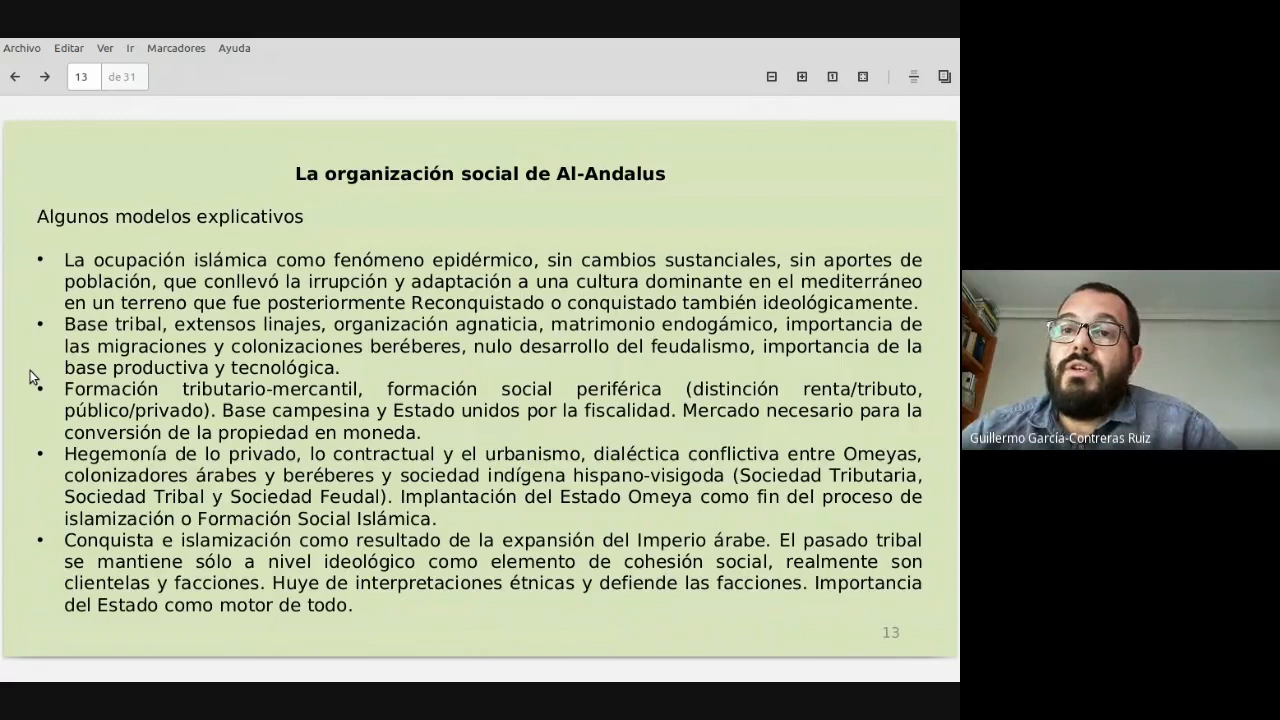 Archivo Editar Ver Ir Marcadores Ayuda
13 de 31
La organización social de Al-Andalus
Algunos modelos explicativos
• La ocupación islámica como fenómeno epidérmico, sin cambios sustanciales, sin aportes de
población, que conllevó la irrupción y adaptación a una cultura dominante en el mediterráneo
en un terreno que fue posteriormente Reconquistado o conquistado también ideológicamente.
• Base tribal, extensos linajes, organización agnaticia, matrimonio endogámico, importancia de
las migraciones y colonizaciones beréberes, nulo desarrollo del feudalismo, importancia de la
base productiva y tecnológica.
• Formación tributario-mercantil, formación social periférica (distinción renta/tributo,
público/privado). Base campesina y Estado unidos por la fiscalidad. Mercado necesario para la
conversión de la propiedad en moneda.
• Hegemonía de lo privado, lo contractual y el urbanismo, dialéctica conflictiva entre Omeyas,
colonizadores árabes y beréberes y sociedad indígena hispano-visigoda (Sociedad Tributaria,
Sociedad Tribal y Sociedad Feudal). Implantación del Estado Omeya como fin del proceso de
islamización o Formación Social Islámica.
• Conquista e islamización como resultado de la expansión del Imperio árabe. El pasado tribal
se mantiene sólo a nivel ideológico como elemento de cohesión social, realmente son
clientelas y facciones. Huye de interpretaciones étnicas y defiende las facciones. Importancia
del Estado como motor de todo.
13
Guillermo García-Contreras Ruiz